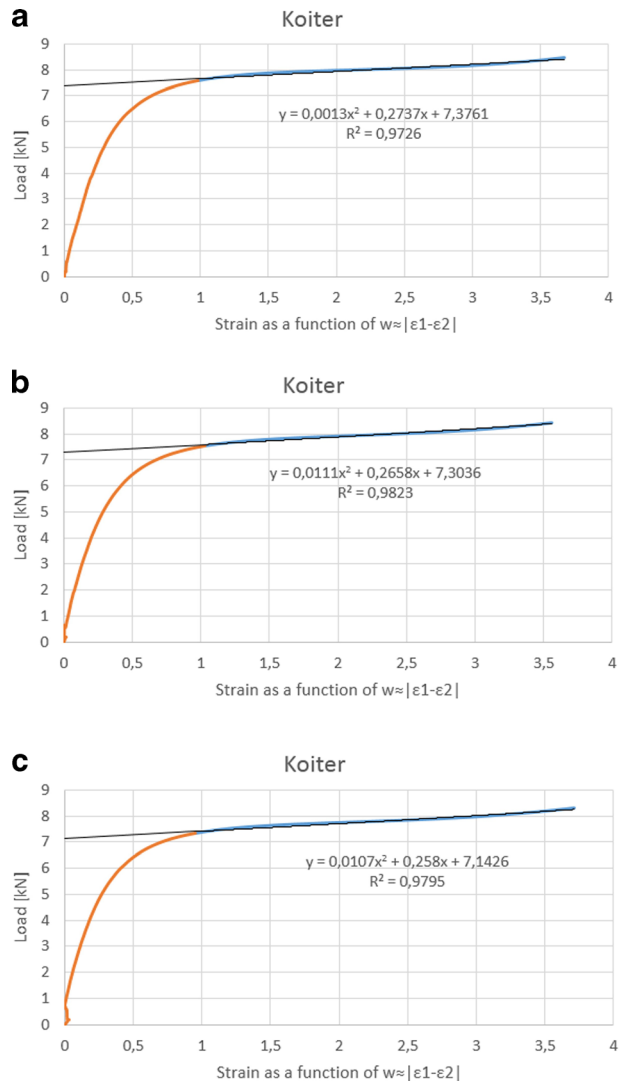 a
Koiter
Load [kN]
9
8
7
6
5
4
3
2
1
0
y = 0,0013x² + 0,2737x + 7,3761
R² = 0,9726
0 0,5 1 1,5 2 2,5 3 3,5 4
Strain as a function of w≈|ε1-ε2|
b
Koiter
Load [kN]
9
8
7
6
5
4
3
2
1
0
y = 0,0111x² + 0,2658x + 7,3036
R² = 0,9823
0 0,5 1 1,5 2 2,5 3 3,5 4
Strain as a function of w≈|ε1-ε2|
c
Koiter
Load [kN]
9
8
7
6
5
4
3
2
1
0
y = 0,0107x² + 0,258x + 7,1426
R² = 0,9795
0 0,5 1 1,5 2 2,5 3 3,5 4
Strain as a function of w≈|ε1-ε2|